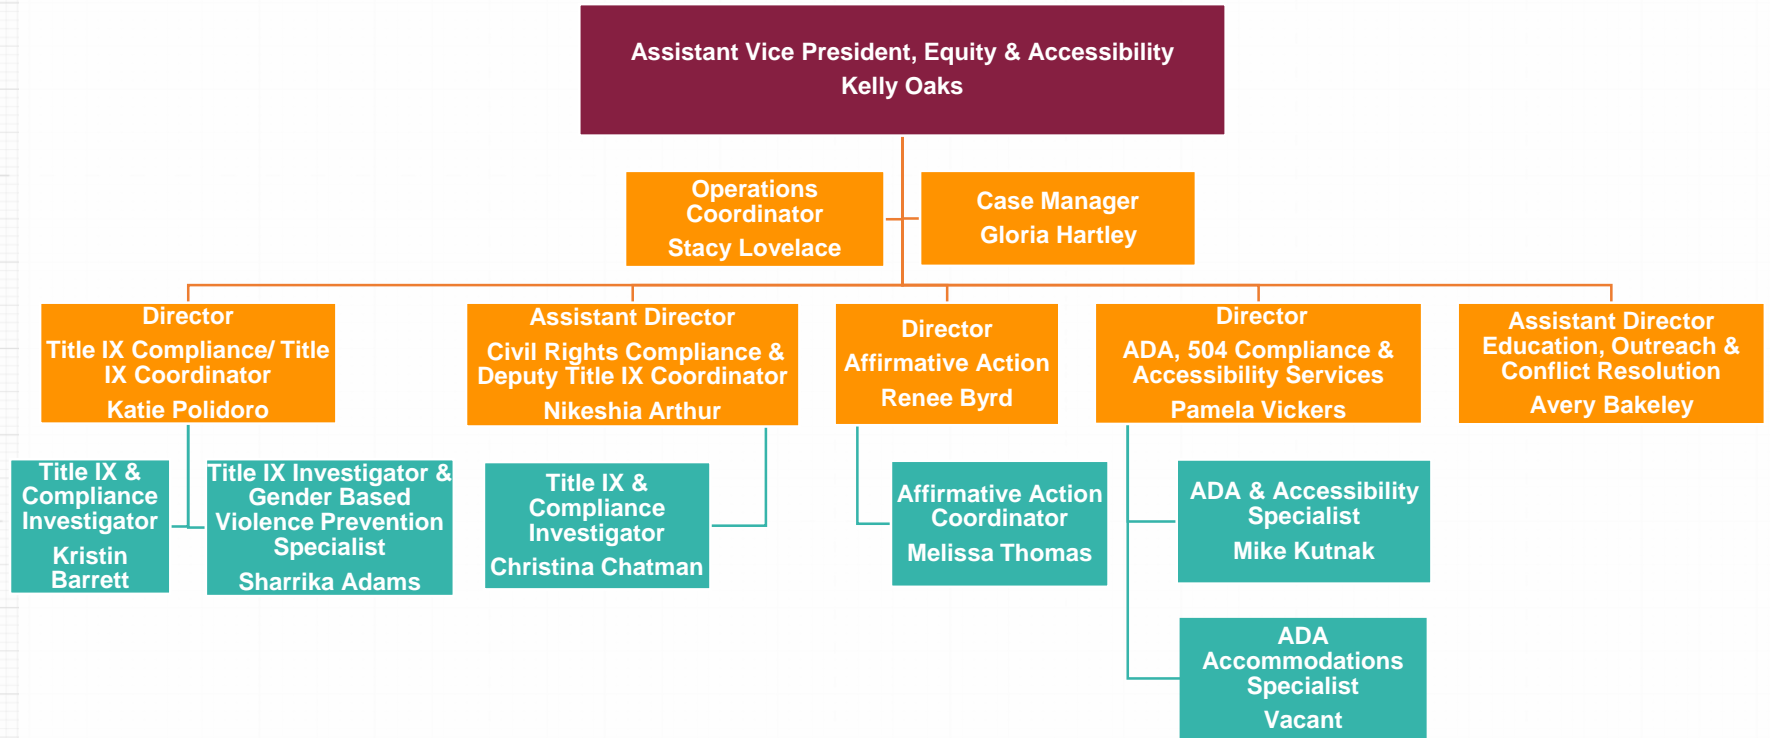 Assistant Vice President, Equity & Accessibility
Kelly Oaks
Operations
Coordinator
Stacy Lovelace
Case Manager
Gloria Hartley
Director
Title IX Compliance/ Title
IX Coordinator
Katie Polidoro
Assistant Director
Civil Rights Compliance &
Deputy Title IX Coordinator
Nikeshia Arthur
Director
Affirmative Action
Renee Byrd
Director
ADA, 504 Compliance &
Accessibility Services
Pamela Vickers
Assistant Director
Education, Outreach &
Conflict Resolution
Avery Bakeley
Title IX &
Compliance
Investigator
Kristin
Barrett
Title IX Investigator &
Gender Based
Violence Prevention
Specialist
Sharrika Adams
Title IX &
Compliance
Investigator
Christina Chatman
Affirmative Action
Coordinator
Melissa Thomas
ADA & Accessibility
Specialist
Mike Kutnak
ADA
Accommodations
Specialist
Vacant